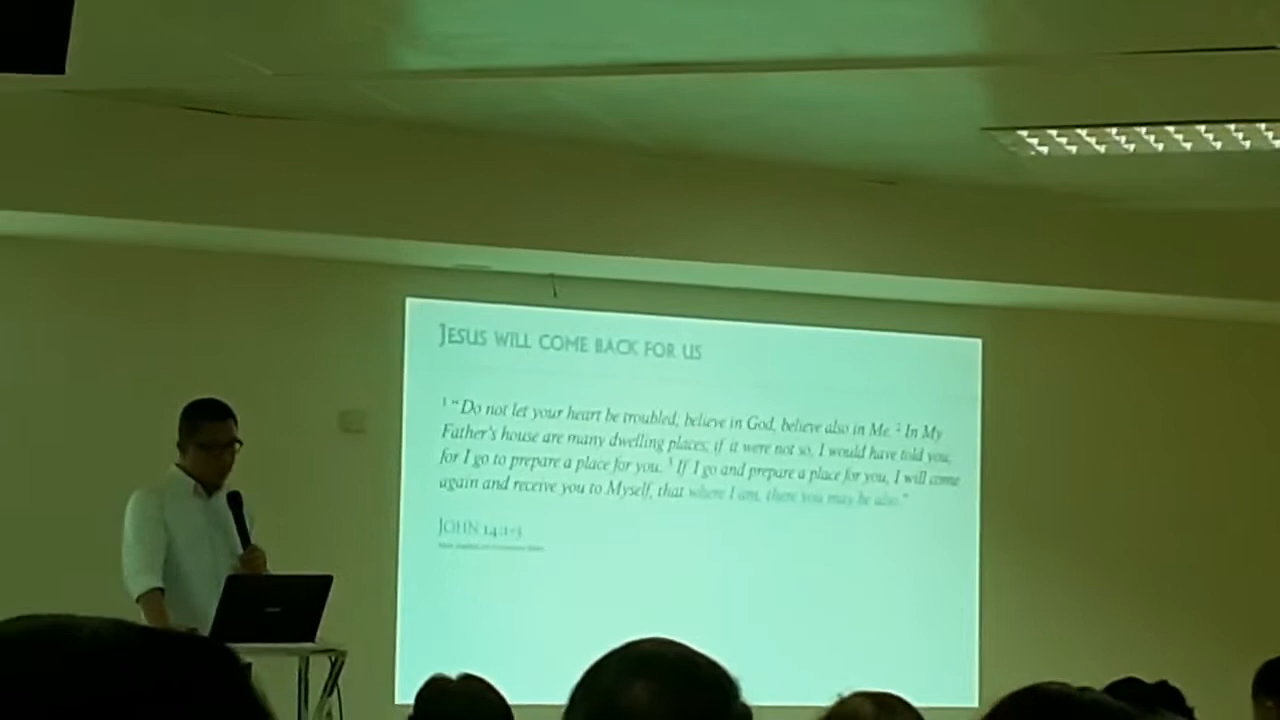 JESUS WILL COME BACK FOR US
1 “Do not let your heart be troubled; believe in God, believe also in Me. 2 In My
Father's house are many dwelling places; if it were not so, I would have told you;
for I go to prepare a place for you. 3 If I go and prepare a place for you, I will come
again and receive you to Myself, that where I am, there you may be also.”
JOHN 14:1-3